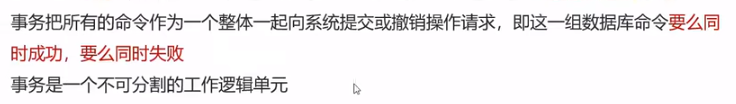 事务把所有的命令作为一个整体一起向系统提交或撤销操作请求，即这一组数据库命令要么同
时成功，要么同时失败
事务是一个不可分割的工作逻辑单元